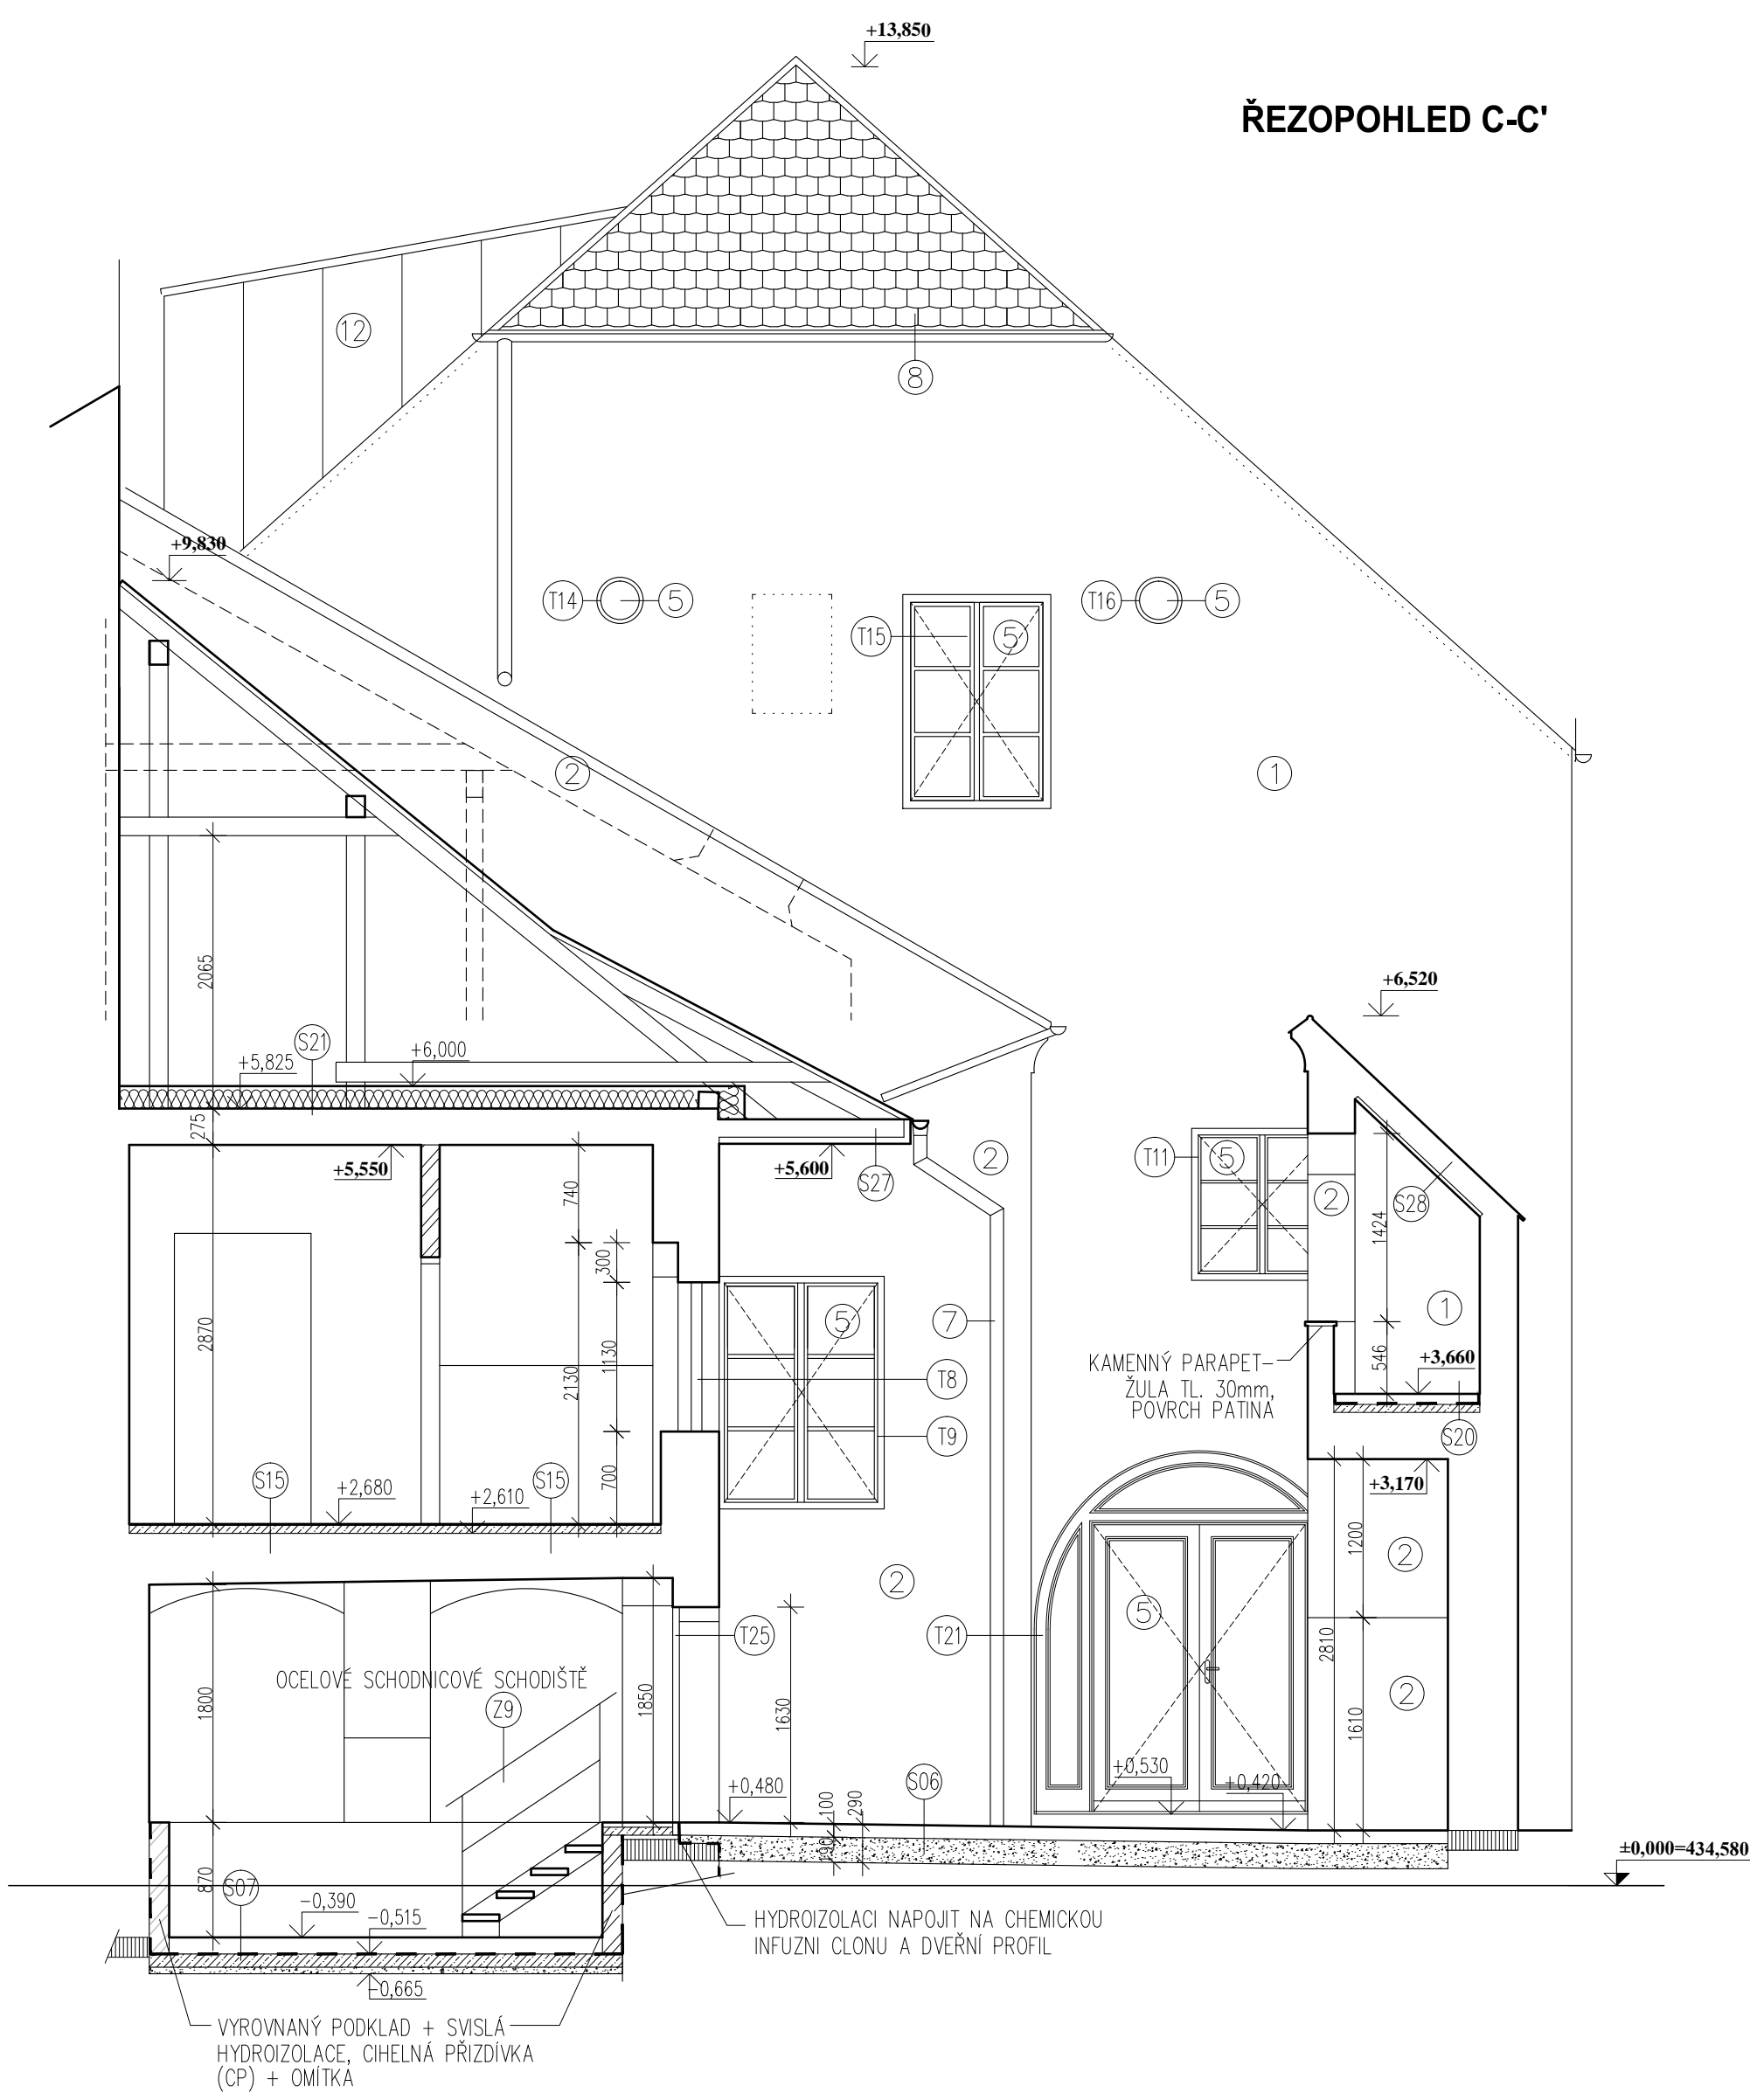 +13,850
ŘEZOPOHLED C-C'
12
8
+9,830
T14
5
T16
5
T15
5
2
1
2065
+6,520
S21
+5,825
+6,000
275
+5,550
740
+5,600
S27
2
T11
5
2
S28
1424
300
2870
2130
1130
5
7
1
T8
T9
KAMENNÝ PARAPET-
ŽULA TL. 30mm,
POVRCH PATINA
546
+3,660
S20
S15
+2,680
+2,610
S15
700
+3,170
1200
2
2
5
T25
T21
2810
OCELOVÉ SCHODNICOVÉ SCHODIŠTĚ
1800
Z9
1850
1630
1610
2
+0,530
+0,420
+0,480
S06
100
290
190
±0,000=434,580
870
S07
-0,390
-0,515
-0,665
HYDROIZOLACI NAPOJIT NA CHEMICKOU
INFUZNI CLONU A DVEŘNÍ PROFIL
VYROVNANÝ PODKLAD + SVISLÁ
HYDROIZOLACE, CIHELNÁ PŘIZDÍVKA
(CP) + OMÍTKA